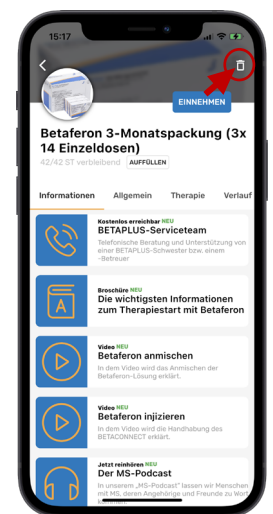 15:17
EINNEHMEN
Betaferon 3-Monatspackung (3x
14 Einzeldosen)
42/42 ST verbleibend AUFFÜLLEN
Informationen Allgemein Therapie Verlauf
Kostenlos erreichbar NEU
BETAPLUS-Serviceteam
Telefonische Beratung und Unterstützung von
einer BETAPLUS-Schwester bzw. einem
-Betreuer
Broschüre NEU
Die wichtigsten Informationen
zum Therapiestart mit Betaferon
Video NEU
Betaferon anmischen
In dem Video wird das Anmischen der
Betaferon-Lösung erklärt.
Video NEU
Betaferon injizieren
In dem Video wird die Handhabung des
BETACONNECT erklärt.
Jetzt reinhören NEU
Der MS-Podcast
In unserem „MS-Podcast" lassen wir Menschen
mit MS, deren Angehörige und Freunde zu Wort